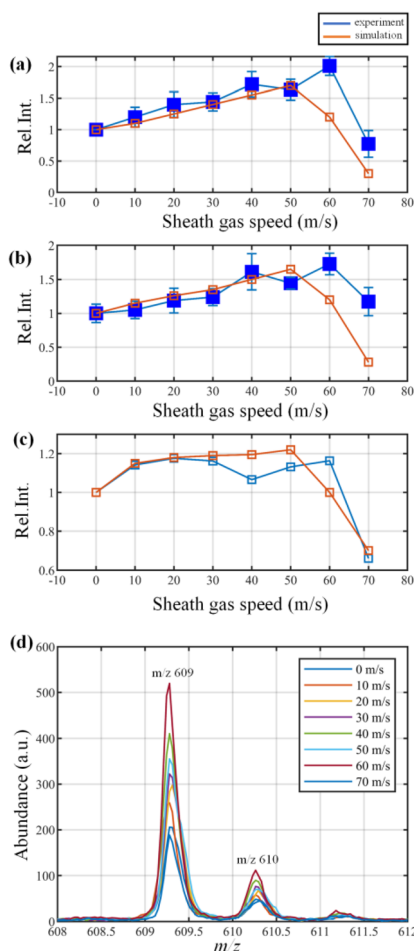 experiment
simulation
(a)
2
1.5
1
0.5
0
Rel.Int.
-10 0 10 20 30 40 50 60 70 80
Sheath gas speed (m/s)
(b)
2
1.5
1
0.5
0
Rel.Int.
-10 0 10 20 30 40 50 60 70 80
Sheath gas speed (m/s)
(c)
1.2
1
0.8
0.6
Rel.Int.
-10 0 10 20 30 40 50 60 70 80
Sheath gas speed (m/s)
(d)
600
500
400
300
200
100
0
Abundance (a.u.)
m/z 609
m/z 610
0 m/s
10 m/s
20 m/s
30 m/s
40 m/s
50 m/s
60 m/s
70 m/s
608 608.5 609 609.5 610 610.5 611 611.5
m/z